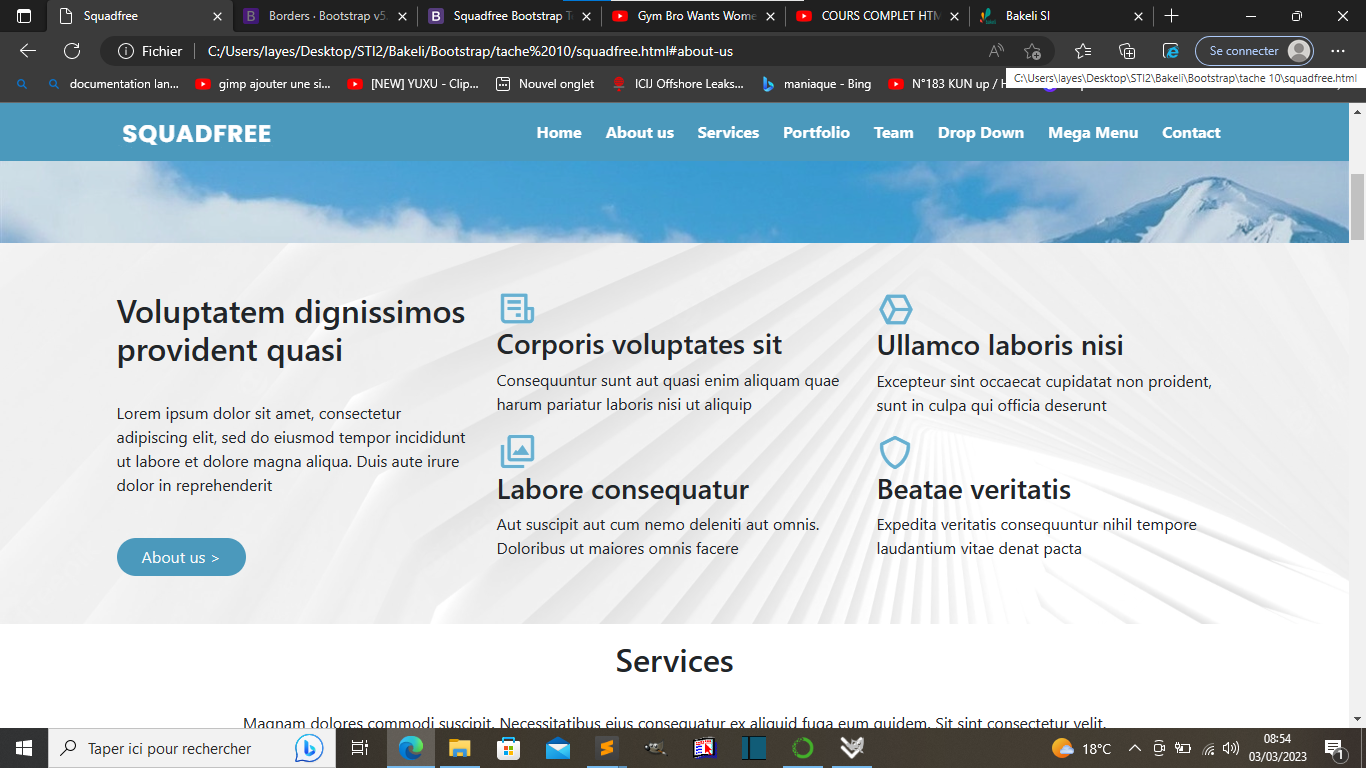 Squadfree
Borders · Bootstrap v5.
Squadfree Bootstrap T
Gym Bro Wants Wome
COURS COMPLET HTM
Bakeli SI
Fichier
C:/Users/layes/Desktop/STI2/Bakeli/Bootstrap/tache%2010/squadfree.html#about-us
Se connecter
C:\Users\layes\Desktop\STI2\Bakeli\Bootstrap\tache 10\squadfree.html
documentation lan...
gimp ajouter une si...
[NEW] YUXU - Clip...
Nouvel onglet
ICIJ Offshore Leaks...
maniaque - Bing
N°183 KUN up / H
SQUADFREE
Home
About us
Services
Portfolio
Team
Drop Down
Mega Menu
Contact
Voluptatem dignissimos
provident quasi
Lorem ipsum dolor sit amet, consectetur
adipiscing elit, sed do eiusmod tempor incididunt
ut labore et dolore magna aliqua. Duis aute irure
dolor in reprehenderit
About us >
Corporis voluptates sit
Consequuntur sunt aut quasi enim aliquam quae
harum pariatur laboris nisi ut aliquip
Ullamco laboris nisi
Excepteur sint occaecat cupidatat non proident,
sunt in culpa qui officia deserunt
Labore consequatur
Aut suscipit aut cum nemo deleniti aut omnis.
Doloribus ut maiores omnis facere
Beatae veritatis
Expedita veritatis consequuntur nihil tempore
laudantium vitae denat pacta
Services
Magnam dolores commodi suscipit. Necessitatibus eius consequatur ex aliquid fuga eum quidem. Sit sint consectetur velit.
Taper ici pour rechercher
18°C
08:54
03/03/2023
1